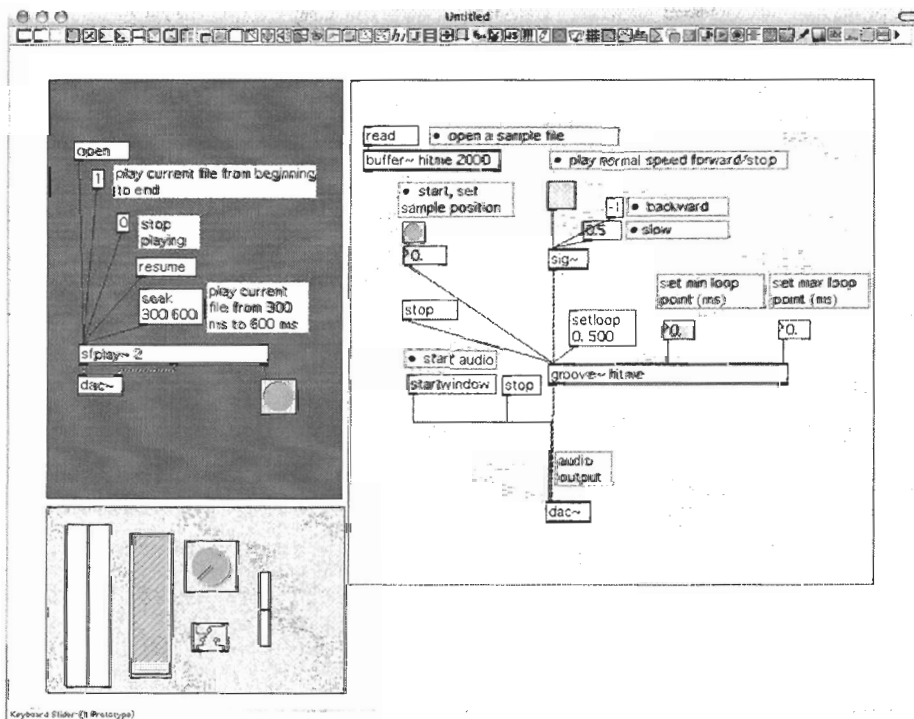 Untitled
open
1
play current file from beginning
to end
0
stop
playing
resume
seek
300 600
play current
file from 300
ms to 600 ms
sfplay~ 2
dac~
read
• open a sample file
buffer~ hitme 2000
• play normal speed forward/stop
• start, set
sample position
-1
• backward
0.5
• slow
0.
sig~
set min loop
point (ms)
set max loop
point (ms)
stop
setloop
0. 500
0.
0.
• start audio
startwindow
stop
groove~ hitme
audio
output
dac~
Keyboard Slider-(1 Prototype)